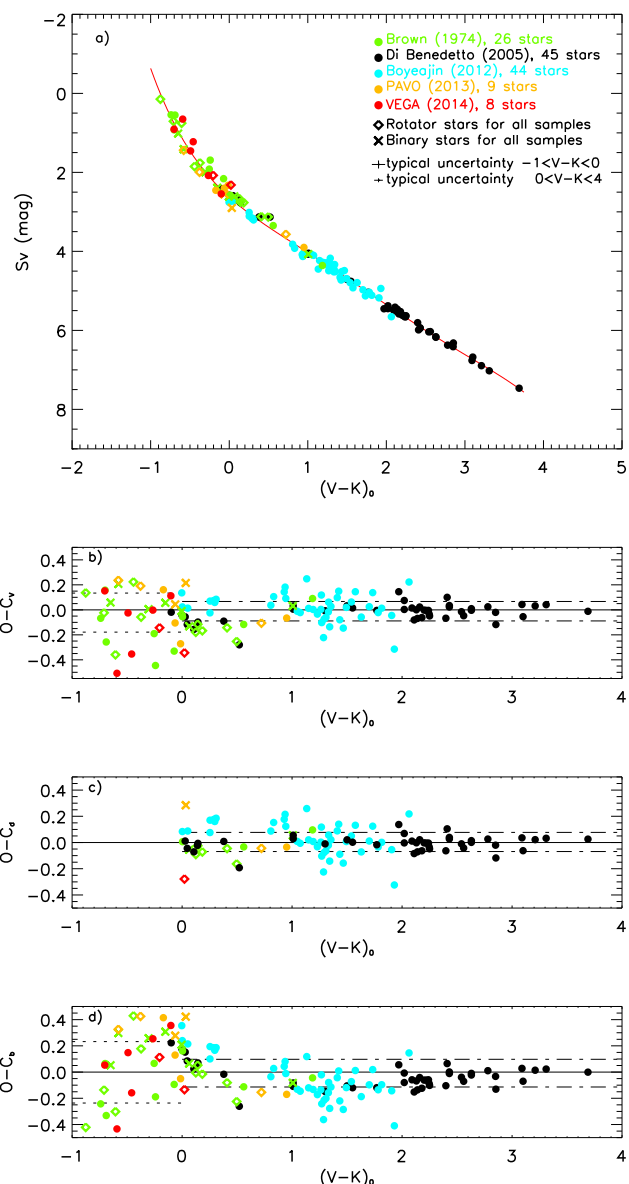 a)
Brown (1974), 26 stars
Di Benedetto (2005), 45 stars
Boyeajin (2012), 44 stars
PAVO (2013), 9 stars
VEGA (2014), 8 stars
Rotator stars for all samples
Binary stars for all samples
typical uncertainty −1<V−K<0
typical uncertainty 0<V−K<4
Sv (mag)
−2
0
2
4
6
8
−2 −1 0 1 2 3 4 5
(V−K)₀
b)
O−Cᵥ
0.4
0.2
0.0
−0.2
−0.4
−1 0 1 2 3 4
(V−K)₀
c)
O−C_d
0.4
0.2
0.0
−0.2
−0.4
−1 0 1 2 3 4
(V−K)₀
d)
O−C_b
0.4
0.2
0.0
−0.2
−0.4
−1 0 1 2 3 4
(V−K)₀